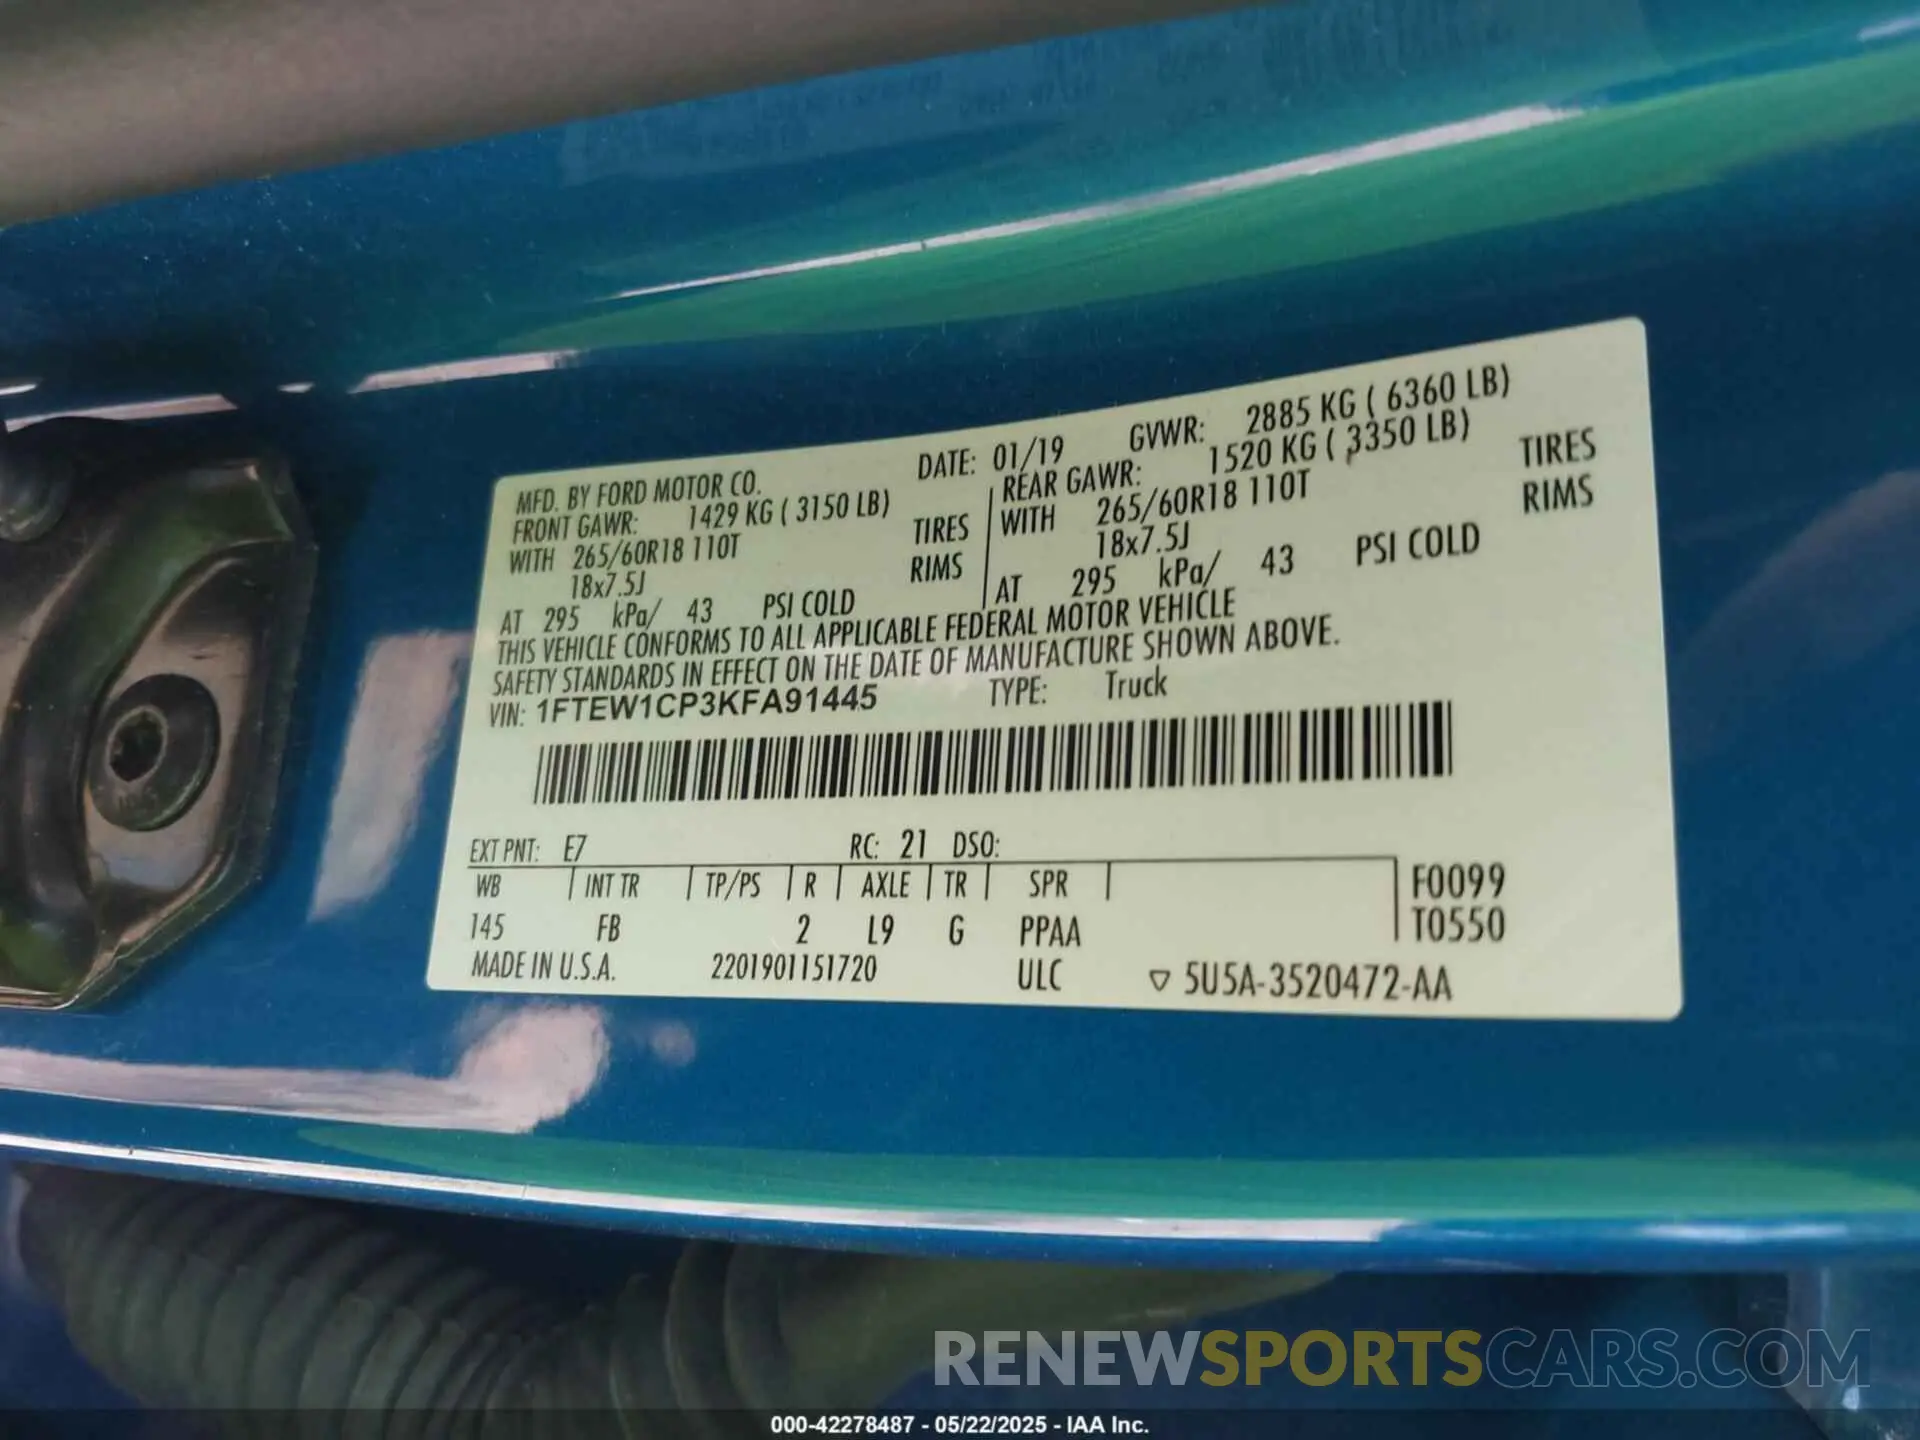 MFD. BY FORD MOTOR CO. DATE: 01/19 GVWR: 2885 KG ( 6360 LB)
FRONT GAWR: 1429 KG ( 3150 LB) REAR GAWR: 1520 KG ( 3350 LB)
WITH 265/60R18 110T TIRES WITH 265/60R18 110T TIRES
18x7.5J RIMS 18x7.5J RIMS
AT 295 kPa/ 43 PSI COLD AT 295 kPa/ 43 PSI COLD
THIS VEHICLE CONFORMS TO ALL APPLICABLE FEDERAL MOTOR VEHICLE
SAFETY STANDARDS IN EFFECT ON THE DATE OF MANUFACTURE SHOWN ABOVE.
VIN: 1FTEW1CP3KFA91445 TYPE: Truck
EXT PNT: E7 RC: 21 DSO:
WB INT TR TP/PS R AXLE TR SPR F0099
145 FB 2 L9 G PPAA T0550
MADE IN U.S.A. 2201901151720 ULC ▽ 5U5A-3520472-AA
RENEWSPORTSCARS.COM
000-42278487 - 05/22/2025 - IAA Inc.